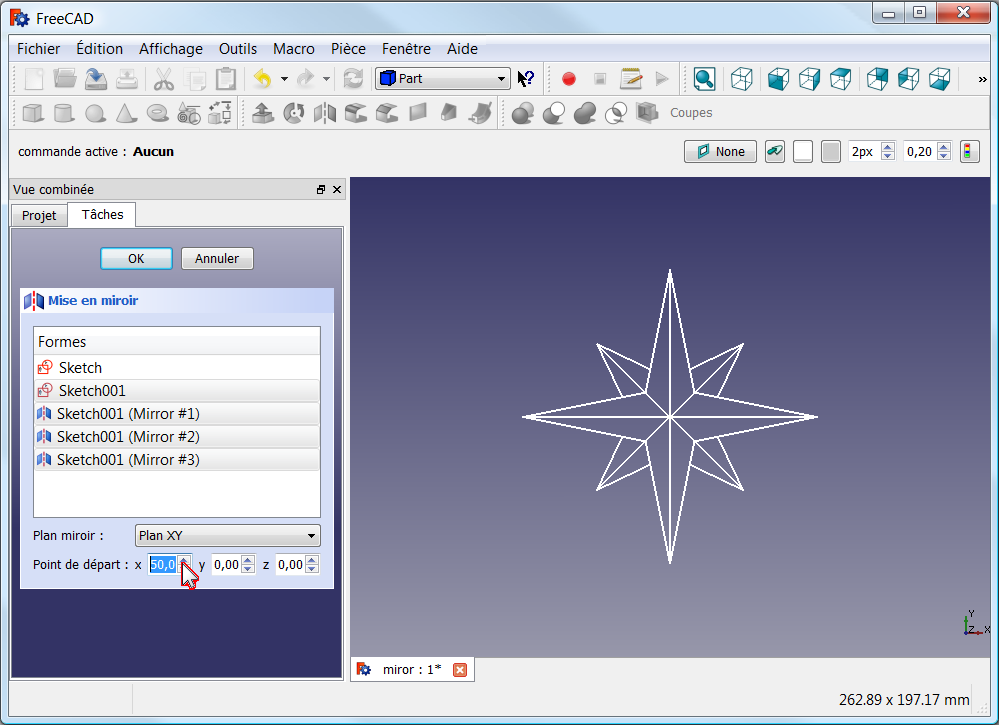 FreeCAD
Fichier Édition Affichage Outils Macro Pièce Fenêtre Aide
Part
»
Coupes
commande active : Aucun
None 2px 0,20
Vue combinée
Projet Tâches
OK Annuler
Mise en miroir
Formes
Sketch
Sketch001
Sketch001 (Mirror #1)
Sketch001 (Mirror #2)
Sketch001 (Mirror #3)
Plan miroir : Plan XY
Point de départ : x 50,0 y 0,00 z 0,00
Y
Z X
miror : 1*
262.89 x 197.17 mm